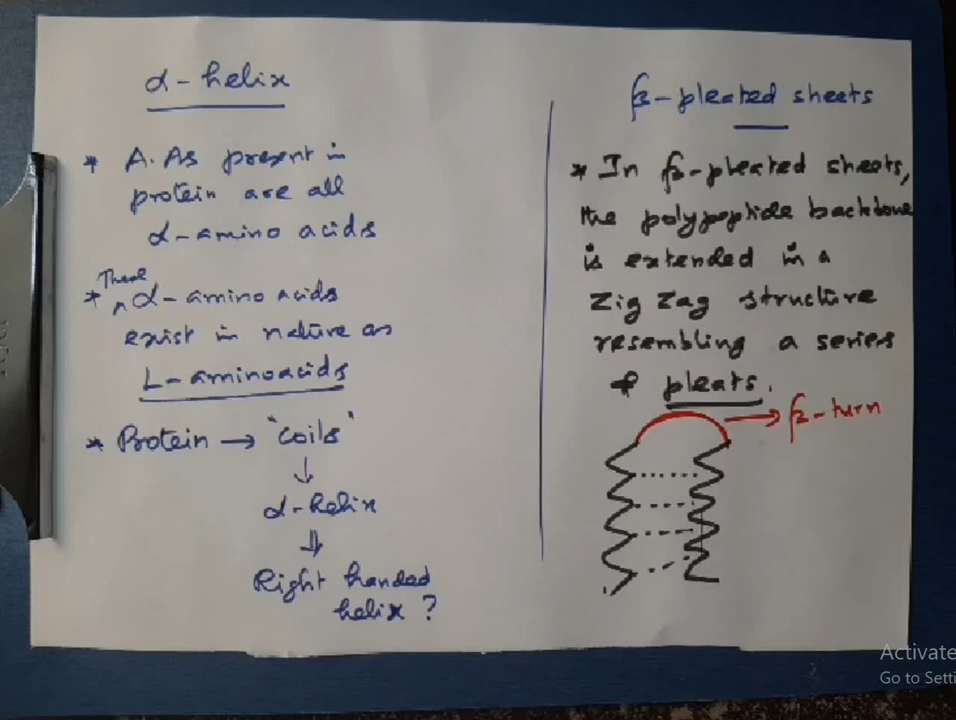 α-helix
* A.As present in
protein are all
α-amino acids
* These ^ α-amino acids
exist in nature as
L-aminoacids
* Protein → "coils"
↓
α-helix
⇓
Right handed
helix ?
β-pleated sheets
* In β-pleated sheets,
the polypeptide backbone
is extended in a
Zig Zag structure
resembling a series
of pleats.
→ β-turn
Activate
Go to Setti